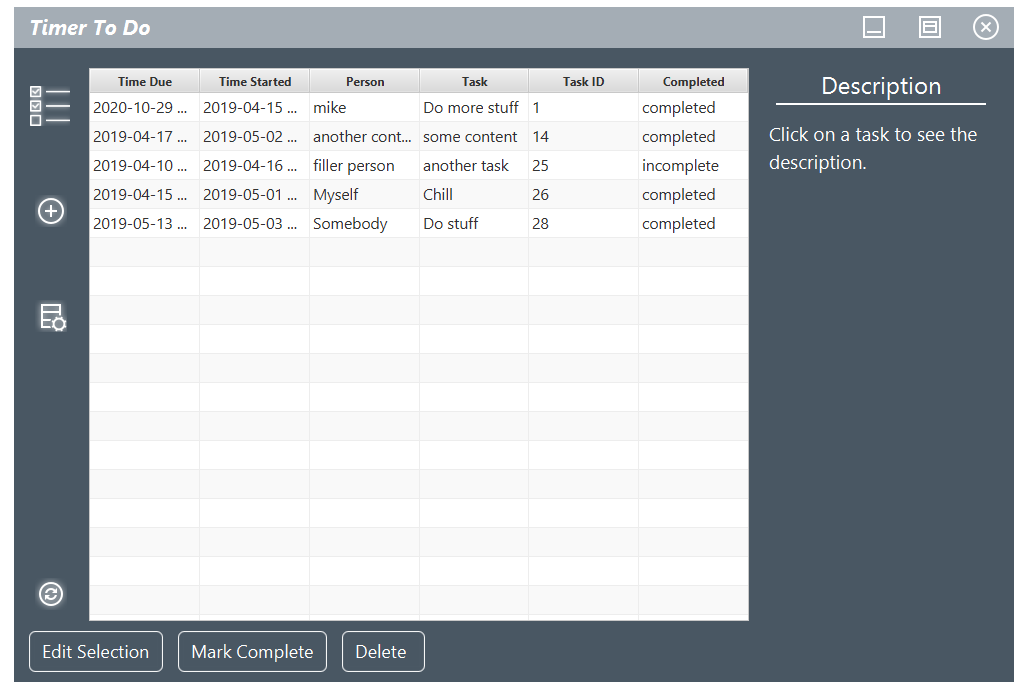 Timer To Do
Time Due Time Started Person Task Task ID Completed
2020-10-29 ... 2019-04-15 ... mike Do more stuff 1 completed
2019-04-17 ... 2019-05-02 ... another cont... some content 14 completed
2019-04-10 ... 2019-04-16 ... filler person another task 25 incomplete
2019-04-15 ... 2019-05-01 ... Myself Chill 26 completed
2019-05-13 ... 2019-05-03 ... Somebody Do stuff 28 completed
Description
Click on a task to see the
description.
Edit Selection Mark Complete Delete